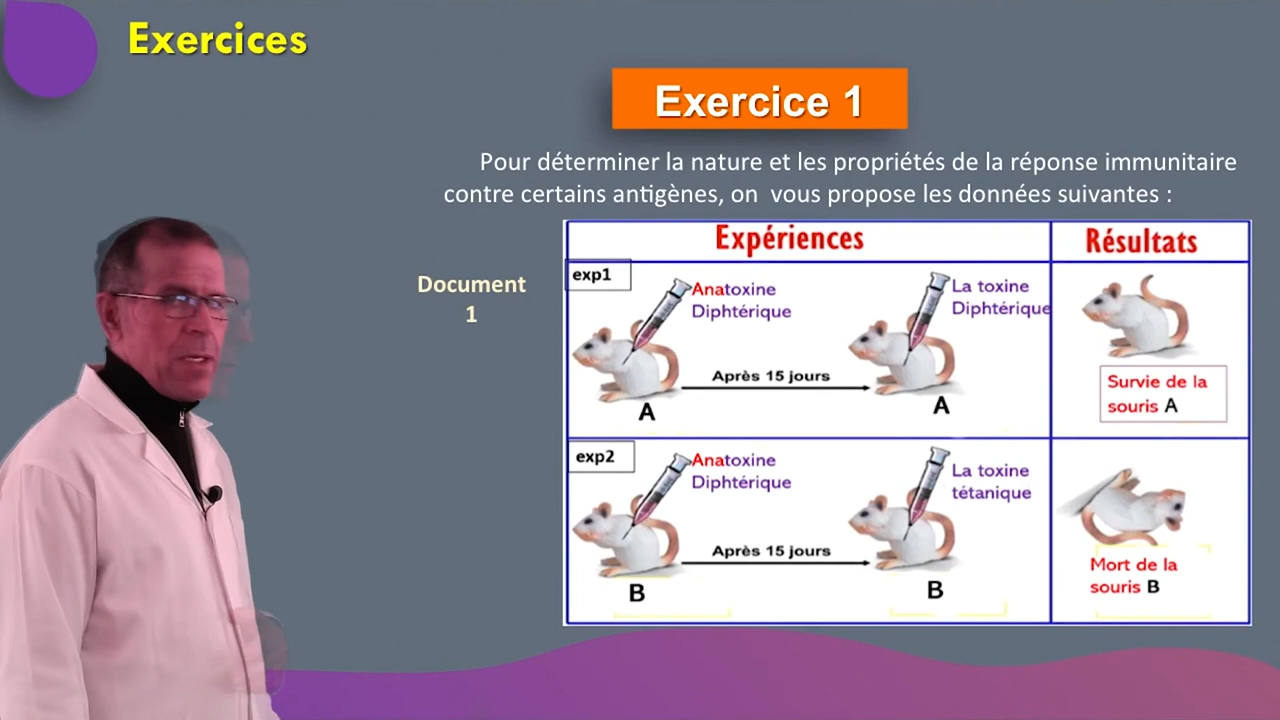 Exercices
Exercice 1
Pour déterminer la nature et les propriétés de la réponse immunitaire
contre certains antigènes, on vous propose les données suivantes :
Document
1
Expériences
Résultats
exp1
Anatoxine
Diphtérique
La toxine
Diphtérique
Après 15 jours
A
A
Survie de la
souris A
exp2
Anatoxine
Diphtérique
La toxine
tétanique
Après 15 jours
B
B
Mort de la
souris B